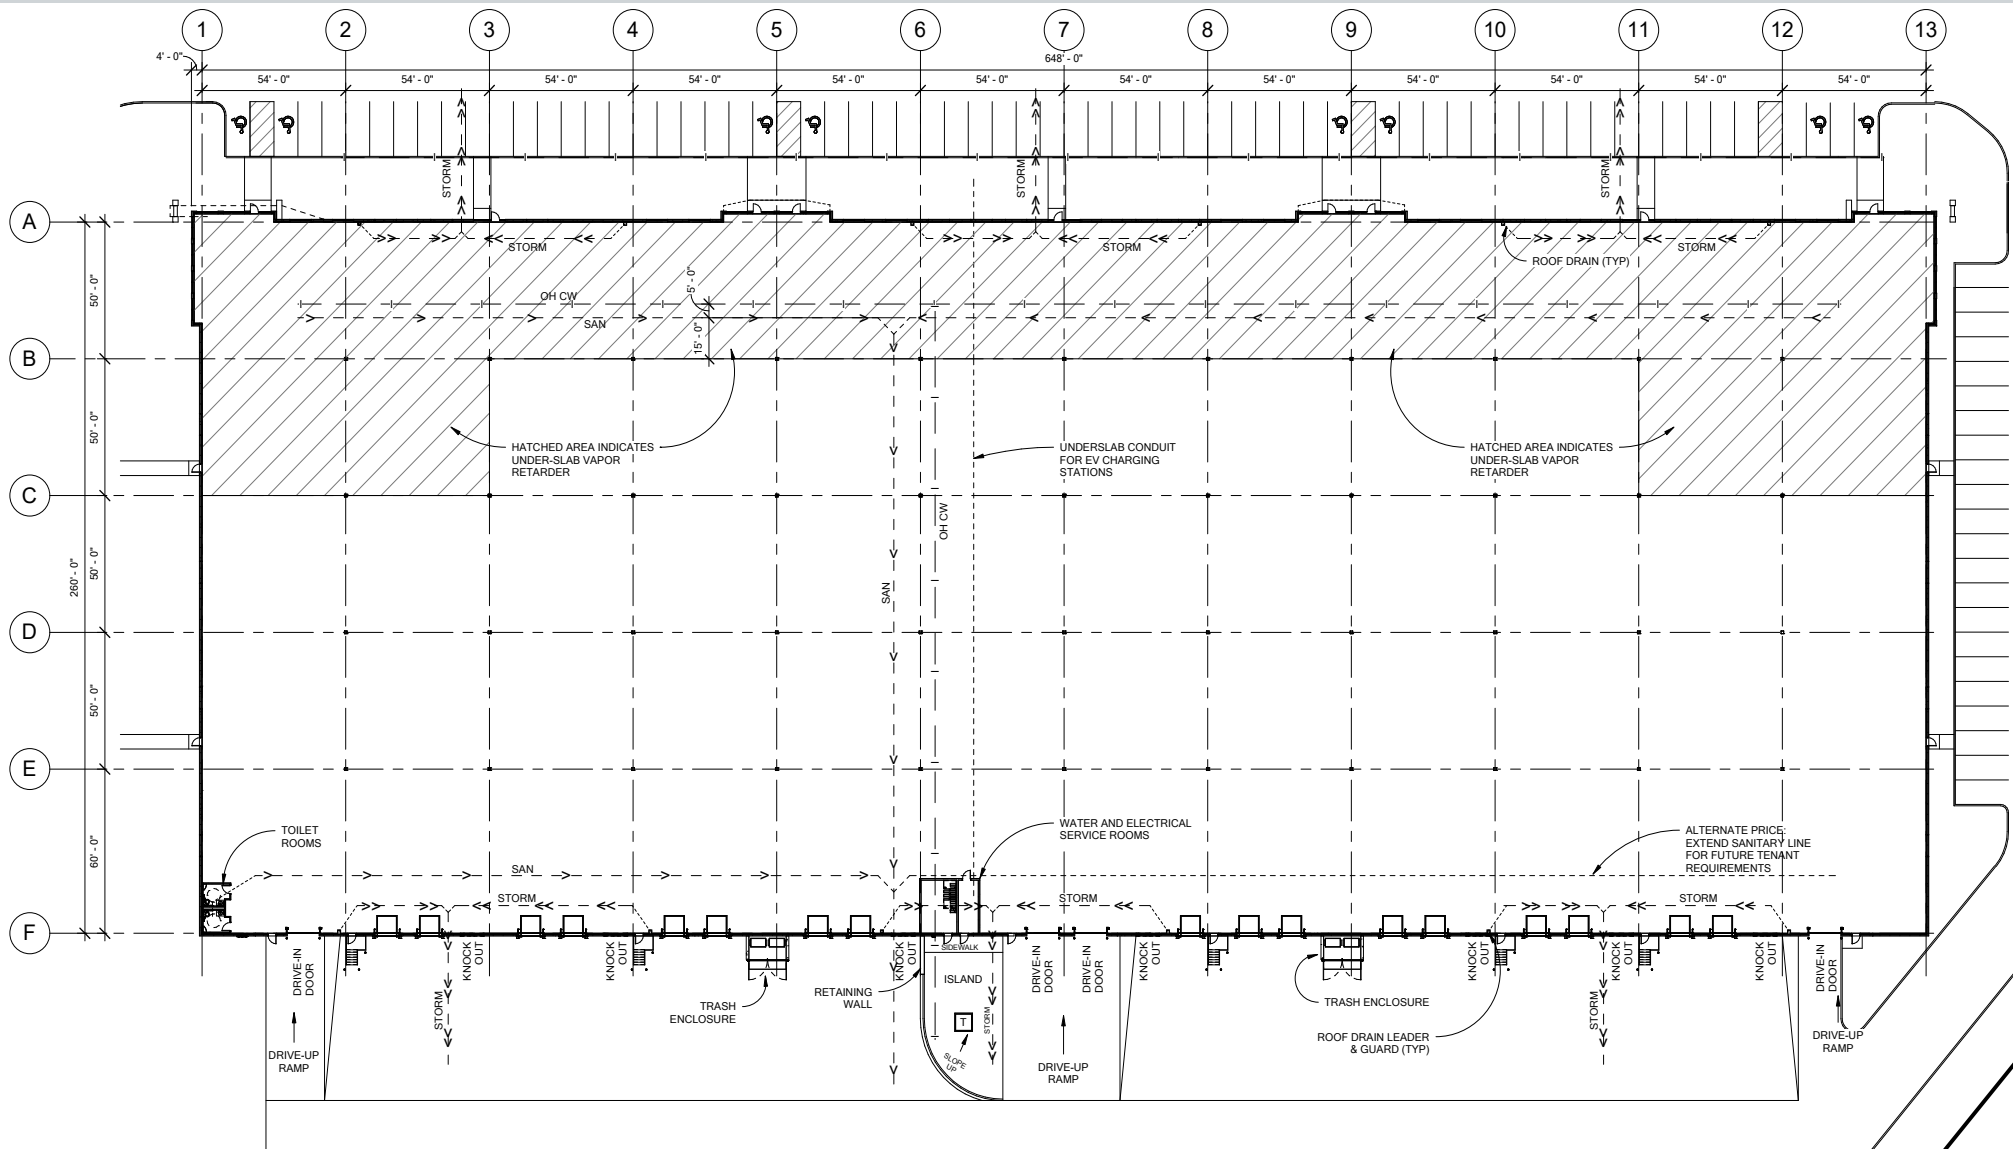 1 2 3 4 5 6 7 8 9 10 11 12 13
4' - 0"
648' - 0"
54' - 0" 54' - 0" 54' - 0" 54' - 0" 54' - 0" 54' - 0" 54' - 0" 54' - 0" 54' - 0" 54' - 0" 54' - 0" 54' - 0"
STORM
STORM
STORM
A
STORM
STORM
STORM
ROOF DRAIN (TYP)
50' - 0"
OH CW
5' - 0"
SAN
15' - 0"
B
50' - 0"
HATCHED AREA INDICATES
UNDER-SLAB VAPOR
RETARDER
UNDERSLAB CONDUIT
FOR EV CHARGING
STATIONS
HATCHED AREA INDICATES
UNDER-SLAB VAPOR
RETARDER
C
OH CW
50' - 0"
260' - 0"
SAN
D
50' - 0"
E
60' - 0"
TOILET
ROOMS
WATER AND ELECTRICAL
SERVICE ROOMS
ALTERNATE PRICE:
EXTEND SANITARY LINE
FOR FUTURE TENANT
REQUIREMENTS
SAN
STORM
STORM
STORM
F
DRIVE-IN
DOOR
KNOCK
OUT
KNOCK
OUT
KNOCK
OUT
SIDEWALK
DRIVE-IN
DOOR
DRIVE-IN
DOOR
KNOCK
OUT
KNOCK
OUT
KNOCK
OUT
KNOCK
OUT
DRIVE-IN
DOOR
ISLAND
RETAINING
WALL
TRASH
ENCLOSURE
TRASH ENCLOSURE
STORM
T
STORM
STORM
ROOF DRAIN LEADER
& GUARD (TYP)
DRIVE-UP
RAMP
SLOPE
UP
DRIVE-UP
RAMP
DRIVE-UP
RAMP